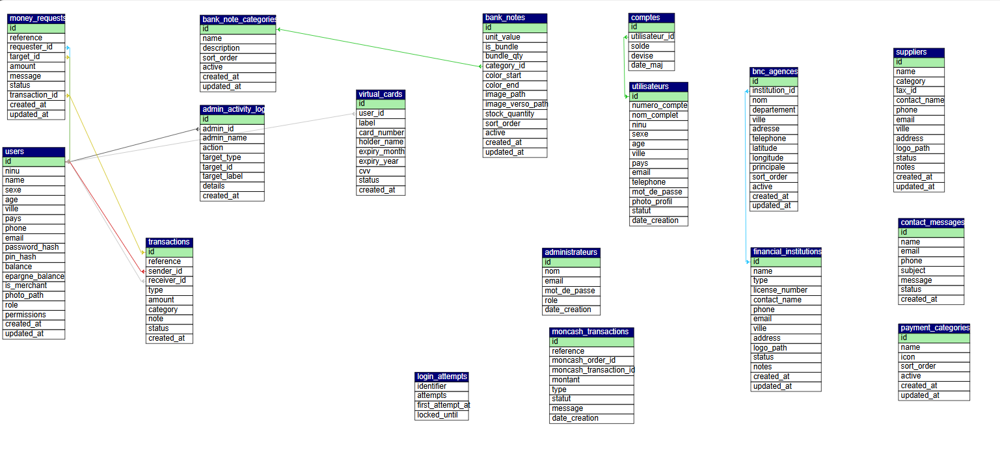 money_requests
id
reference
requester_id
target_id
amount
message
status
transaction_id
created_at
updated_at
users
id
ninu
name
sexe
age
ville
pays
phone
email
password_hash
pin_hash
balance
epargne_balance
is_merchant
photo_path
role
permissions
created_at
updated_at
bank_note_categories
id
name
description
sort_order
active
created_at
updated_at
admin_activity_log
id
admin_id
admin_name
action
target_type
target_id
target_label
details
created_at
transactions
id
reference
sender_id
receiver_id
type
amount
category
note
status
created_at
virtual_cards
id
user_id
label
card_number
holder_name
expiry_month
expiry_year
cvv
status
created_at
bank_notes
id
unit_value
is_bundle
bundle_qty
category_id
color_start
color_end
image_path
image_verso_path
stock_quantity
sort_order
active
created_at
updated_at
login_attempts
identifier
attempts
first_attempt_at
locked_until
comptes
id
utilisateur_id
solde
devise
date_maj
utilisateurs
id
numero_compte
nom_complet
ninu
sexe
age
ville
pays
email
telephone
mot_de_passe
photo_profil
statut
date_creation
administrateurs
id
nom
email
mot_de_passe
role
date_creation
moncash_transactions
id
reference
moncash_order_id
moncash_transaction_id
montant
type
statut
message
date_creation
bnc_agences
id
institution_id
nom
departement
ville
adresse
telephone
latitude
longitude
principale
sort_order
active
created_at
updated_at
financial_institutions
id
name
type
license_number
contact_name
phone
email
ville
address
logo_path
status
notes
created_at
updated_at
suppliers
id
name
category
tax_id
contact_name
phone
email
ville
address
logo_path
status
notes
created_at
updated_at
contact_messages
id
name
email
phone
subject
message
status
created_at
payment_categories
id
name
icon
sort_order
active
created_at
updated_at